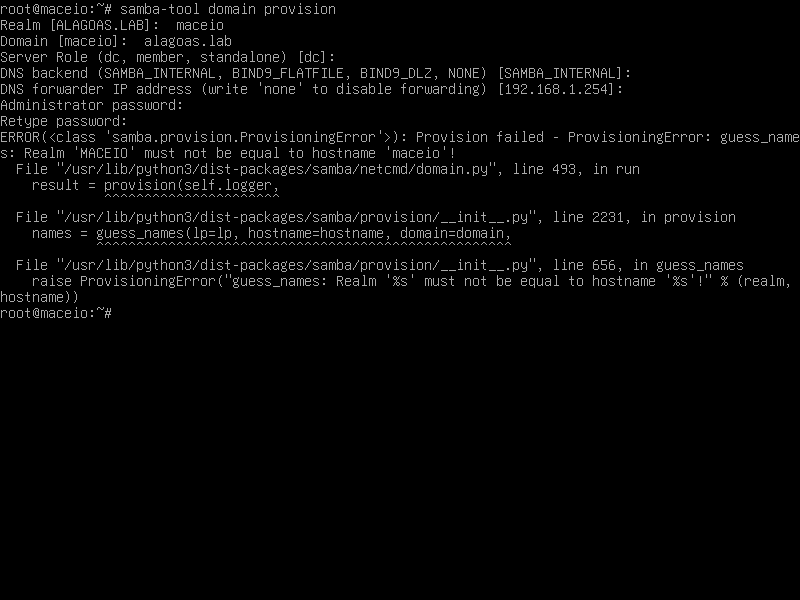 root@maceio:~# samba-tool domain provision
Realm [ALAGOAS.LAB]:  maceio
Domain [maceio]:  alagoas.lab
Server Role (dc, member, standalone) [dc]:
DNS backend (SAMBA_INTERNAL, BIND9_FLATFILE, BIND9_DLZ, NONE) [SAMBA_INTERNAL]:
DNS forwarder IP address (write 'none' to disable forwarding) [192.168.1.254]:
Administrator password:
Retype password:
ERROR(<class 'samba.provision.ProvisioningError'>): Provision failed - ProvisioningError: guess_name
s: Realm 'MACEIO' must not be equal to hostname 'maceio'!
  File "/usr/lib/python3/dist-packages/samba/netcmd/domain.py", line 493, in run
    result = provision(self.logger,
             ^^^^^^^^^^^^^^^^^^^^^^
  File "/usr/lib/python3/dist-packages/samba/provision/__init__.py", line 2231, in provision
    names = guess_names(lp=lp, hostname=hostname, domain=domain,
            ^^^^^^^^^^^^^^^^^^^^^^^^^^^^^^^^^^^^^^^^^^^^^^^^^^^^
  File "/usr/lib/python3/dist-packages/samba/provision/__init__.py", line 656, in guess_names
    raise ProvisioningError("guess_names: Realm '%s' must not be equal to hostname '%s'!" % (realm,
hostname))
root@maceio:~#